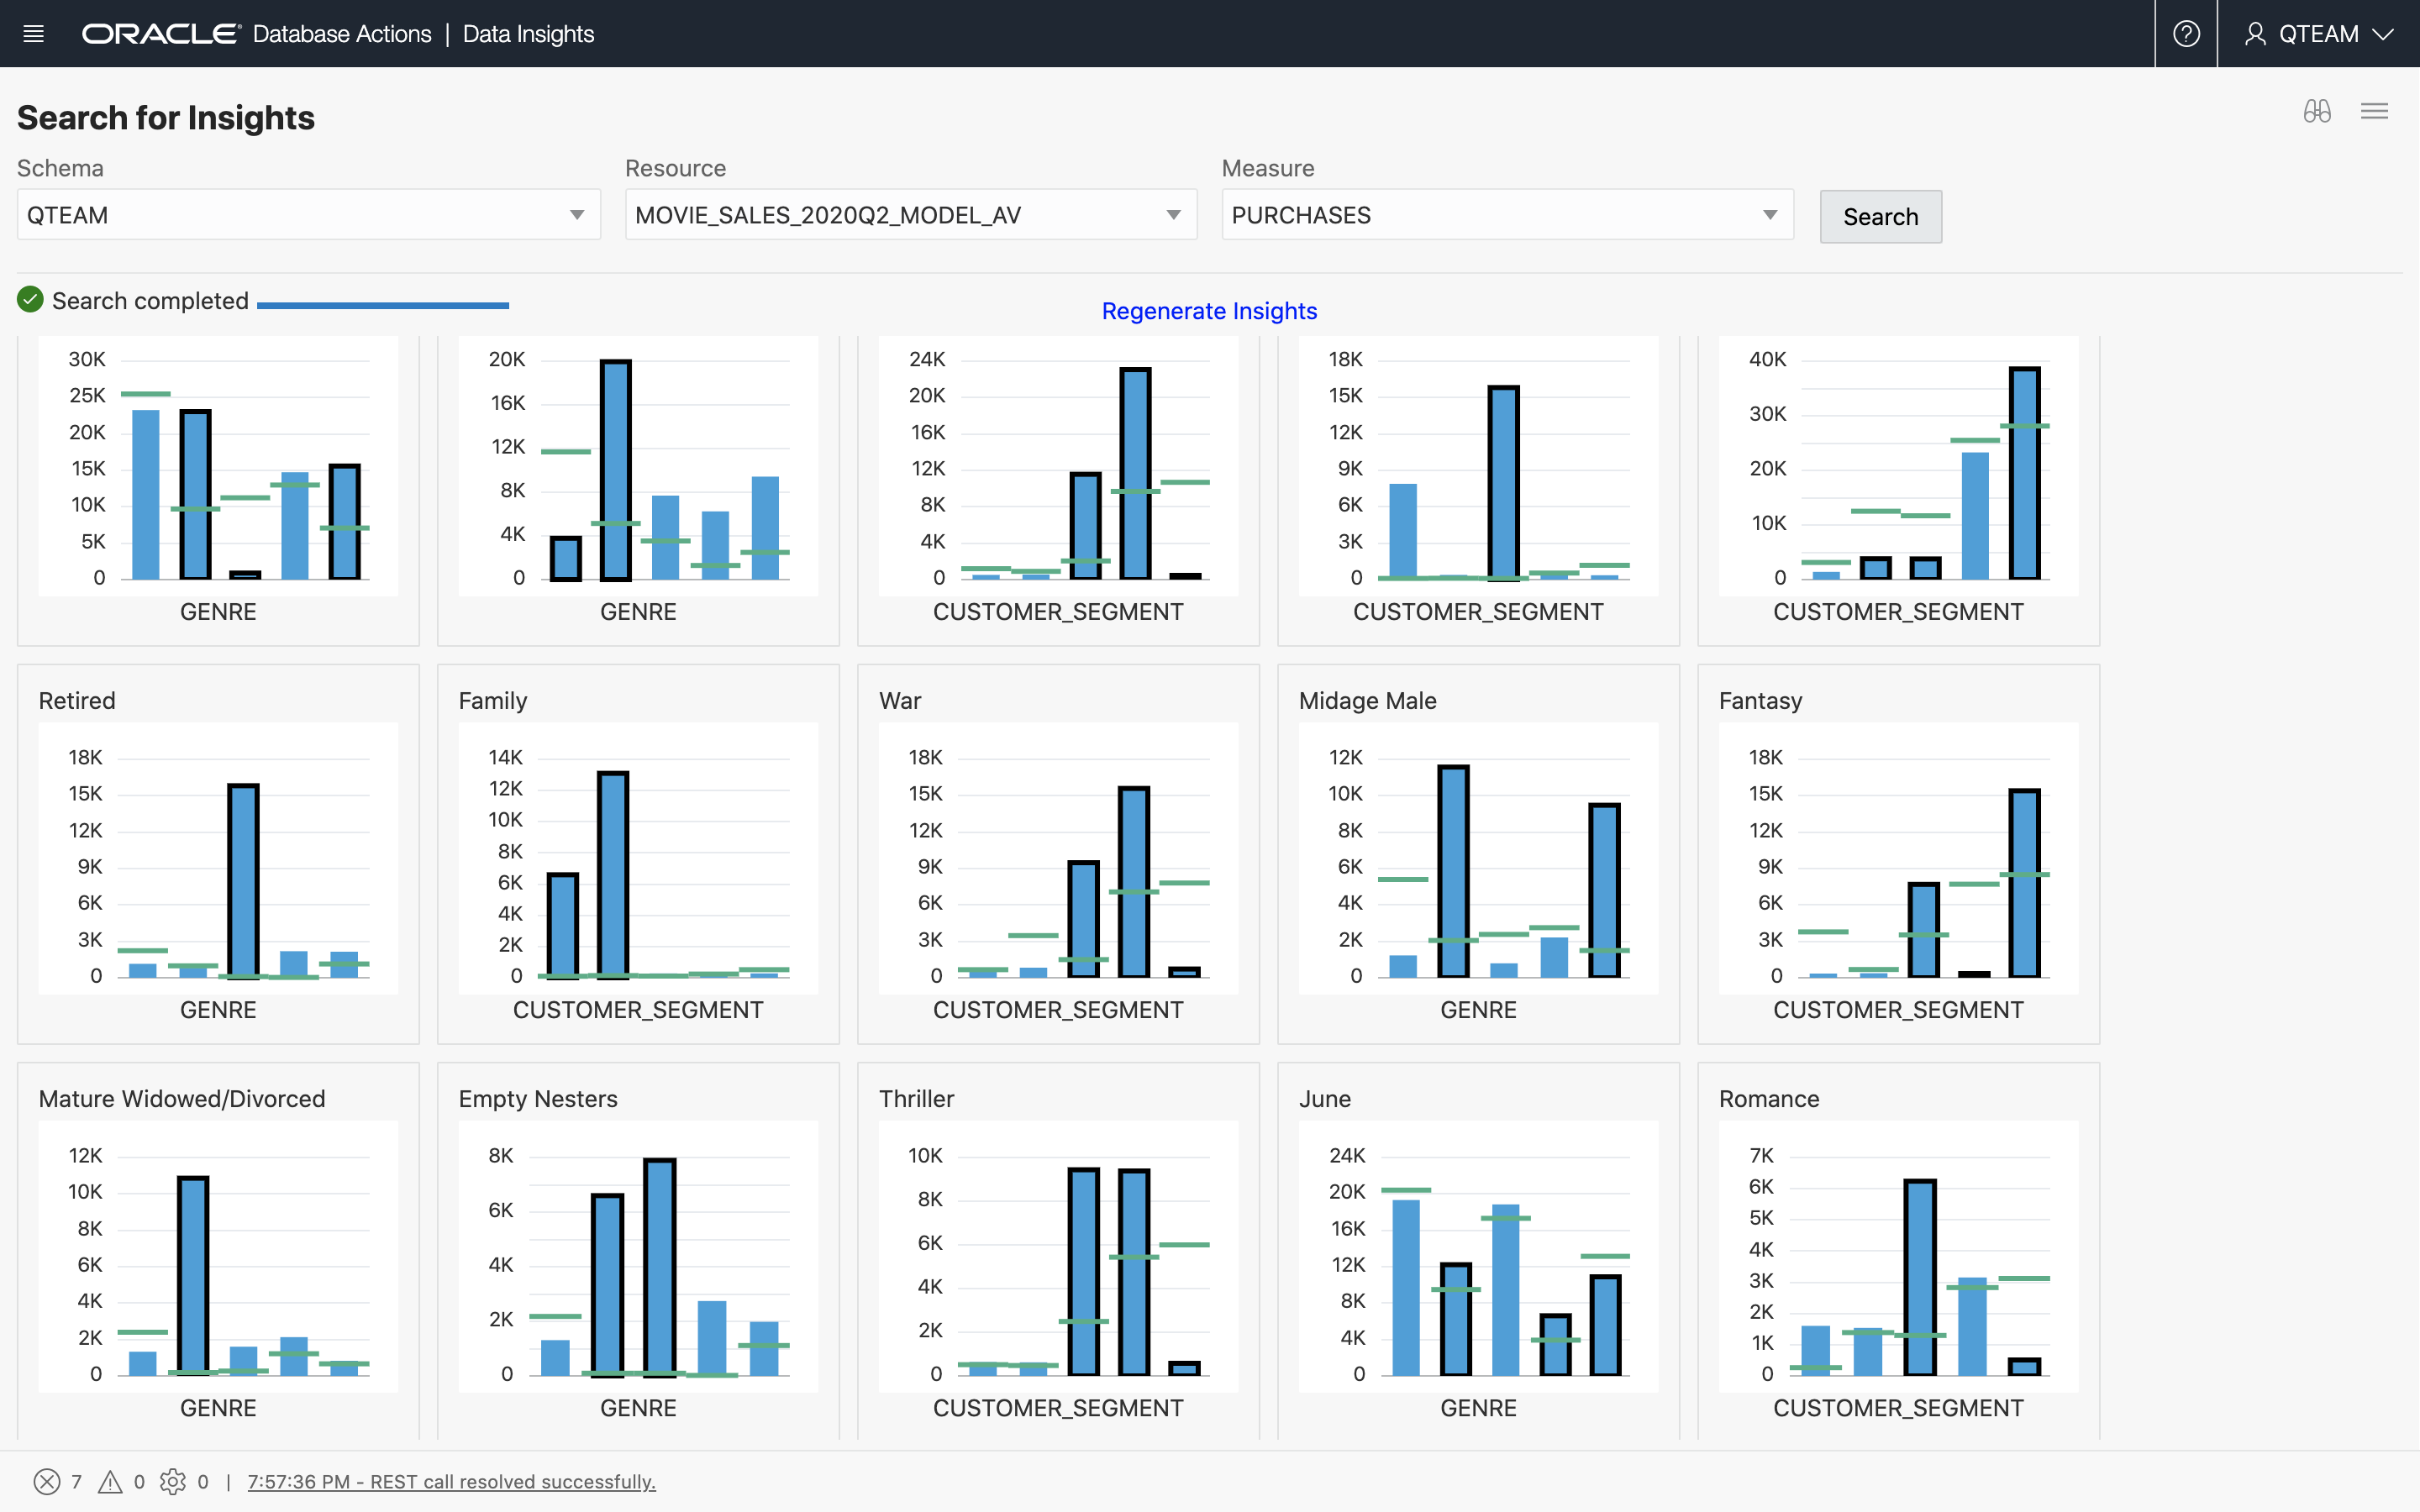 ORACLE Database Actions | Data Insights
QTEAM
Search for Insights
Schema
Resource
Measure
QTEAM
MOVIE_SALES_2020Q2_MODEL_AV
PURCHASES
Search
Search completed
Regenerate Insights
30K
25K
20K
15K
10K
5K
0
GENRE
20K
16K
12K
8K
4K
0
GENRE
24K
20K
16K
12K
8K
4K
0
CUSTOMER_SEGMENT
18K
15K
12K
9K
6K
3K
0
CUSTOMER_SEGMENT
40K
30K
20K
10K
0
CUSTOMER_SEGMENT
Retired
18K
15K
12K
9K
6K
3K
0
GENRE
Family
14K
12K
10K
8K
6K
4K
2K
0
CUSTOMER_SEGMENT
War
18K
15K
12K
9K
6K
3K
0
CUSTOMER_SEGMENT
Midage Male
12K
10K
8K
6K
4K
2K
0
GENRE
Fantasy
18K
15K
12K
9K
6K
3K
0
CUSTOMER_SEGMENT
Mature Widowed/Divorced
12K
10K
8K
6K
4K
2K
0
GENRE
Empty Nesters
8K
6K
4K
2K
0
GENRE
Thriller
10K
8K
6K
4K
2K
0
CUSTOMER_SEGMENT
June
24K
20K
16K
12K
8K
4K
0
GENRE
Romance
7K
6K
5K
4K
3K
2K
1K
0
CUSTOMER_SEGMENT
7 0 0 | 7:57:36 PM - REST call resolved successfully.